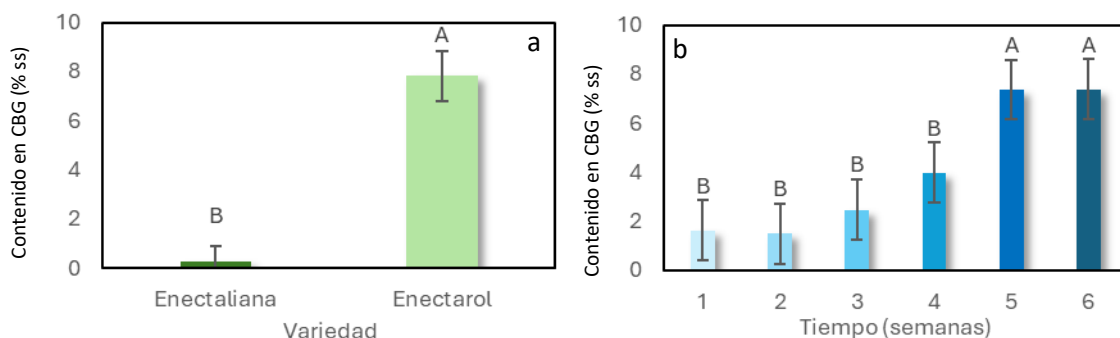 Contenido en CBG (% ss)
10
8
6
4
2
0
a
B
A
Enectaliana
Enectarol
Variedad
Contenido en CBG (% ss)
10
8
6
4
2
0
b
B
B
B
B
A
A
1
2
3
4
5
6
Tiempo (semanas)